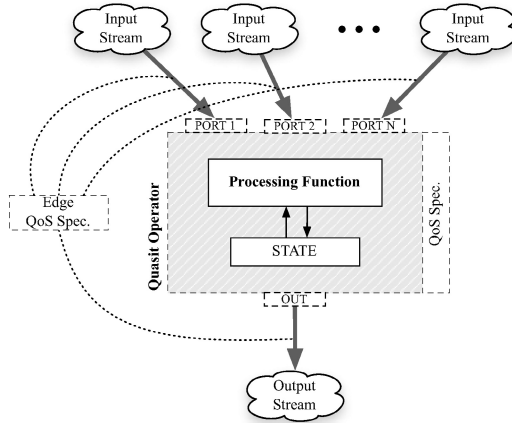 Input
Stream
Input
Stream
Input
Stream
PORT 1
PORT 2
PORT N
Processing Function
STATE
Quasit Operator
QoS Spec.
Edge
QoS Spec.
OUT
Output
Stream